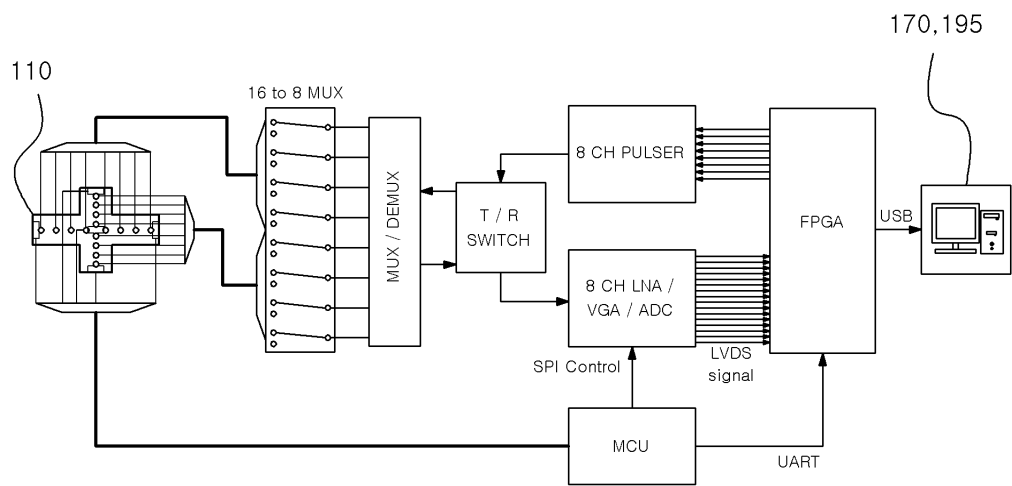 170,195
110
16 to 8 MUX
8 CH PULSER
MUX / DEMUX
T / R
SWITCH
FPGA
USB
8 CH LNA /
VGA / ADC
SPI Control
LVDS
signal
MCU
UART